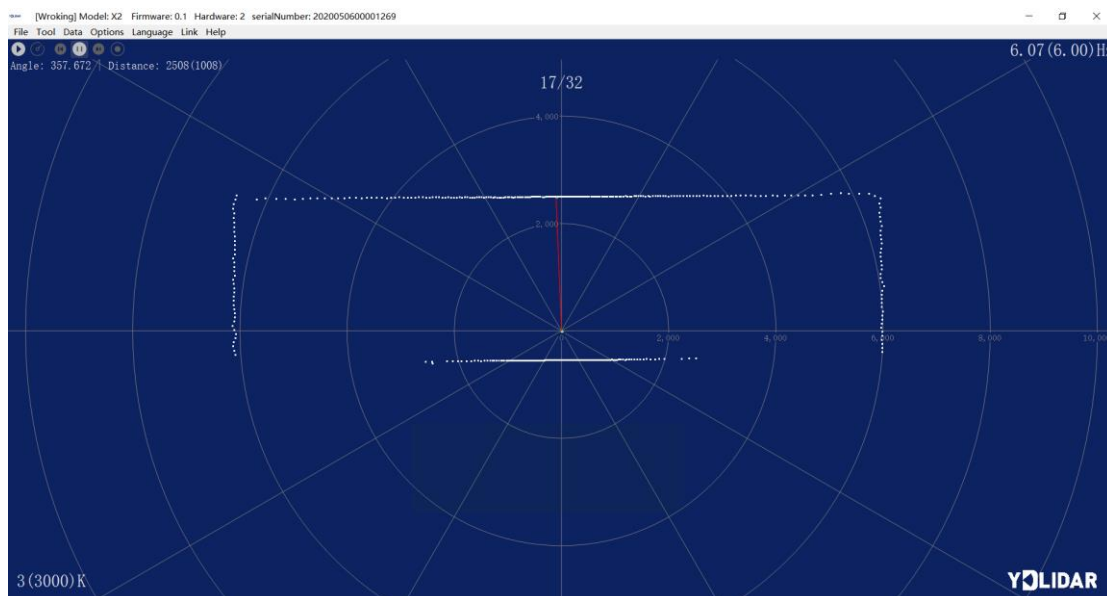 [Wroking] Model: X2 Firmware: 0.1 Hardware: 2 serialNumber: 2020050600001269
File Tool Data Options Language Link Help
6.07(6.00)H
Angle: 357.672 | Distance: 2508(1008)
17/32
4,000
2,000
0
2,000
4,000
6,000
8,000
10,000
3(3000)K
YDLIDAR